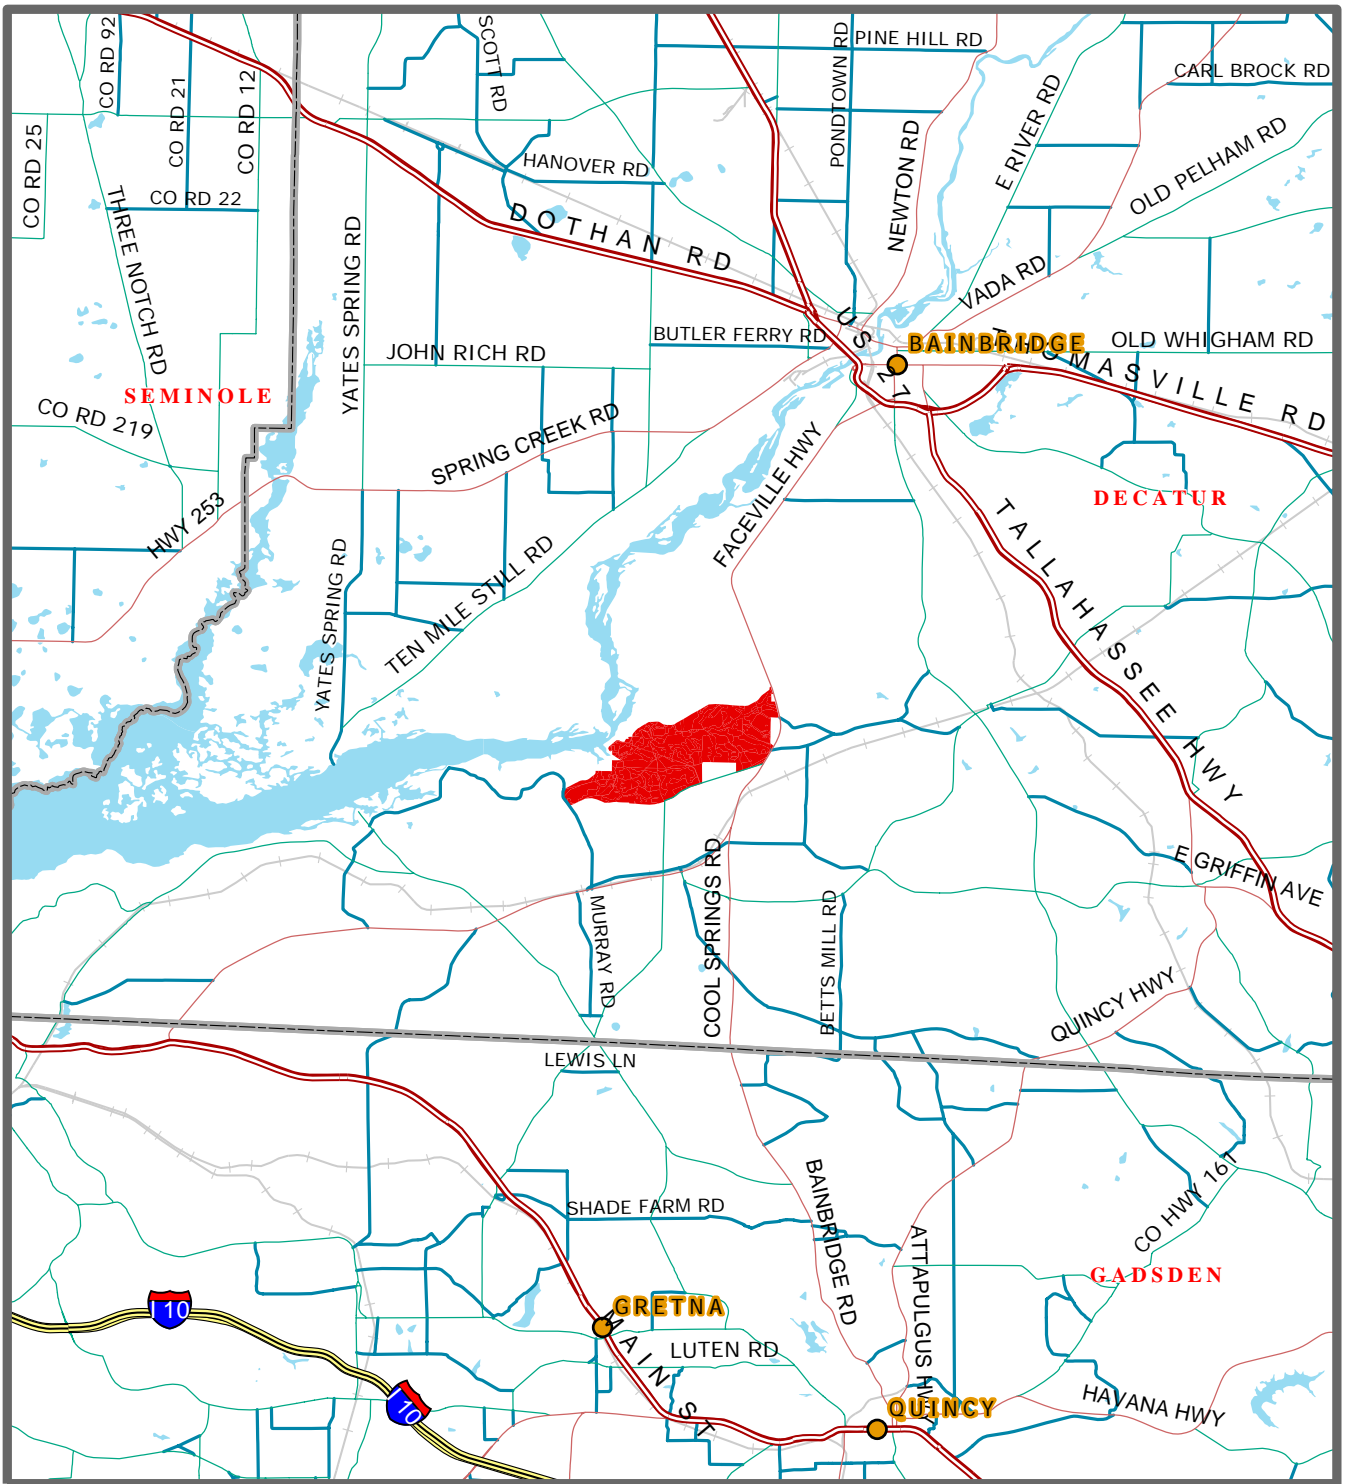 CO RD 92
SCOTT RD
PONDTOWN RD
PINE HILL RD
CARL BROCK RD
CO RD 21
CO RD 12
CO RD 25
E RIVER RD
NEWTON RD
OLD PELHAM RD
HANOVER RD
CO RD 22
THREE NOTCH RD
YATES SPRING RD
DOTHAN RD
VADA RD
US 27
BUTLER FERRY RD
BAINBRIDGE
OLD WHIGHAM RD
JOHN RICH RD
THOMASVILLE RD
SEMINOLE
CO RD 219
SPRING CREEK RD
FACEVILLE HWY
DECATUR
HWY 253
TALLAHASSEE HWY
YATES SPRING RD
TEN MILE STILL RD
E GRIFFIN AVE
COOL SPRINGS RD
MURRAY RD
BETTS MILL RD
QUINCY HWY
LEWIS LN
BAINBRIDGE RD
SHADE FARM RD
CO HWY 161
ATTAPULGUS HWY
GADSDEN
I 10
GRETNA
MAIN ST
LUTEN RD
I 10
QUINCY
HAVANA HWY